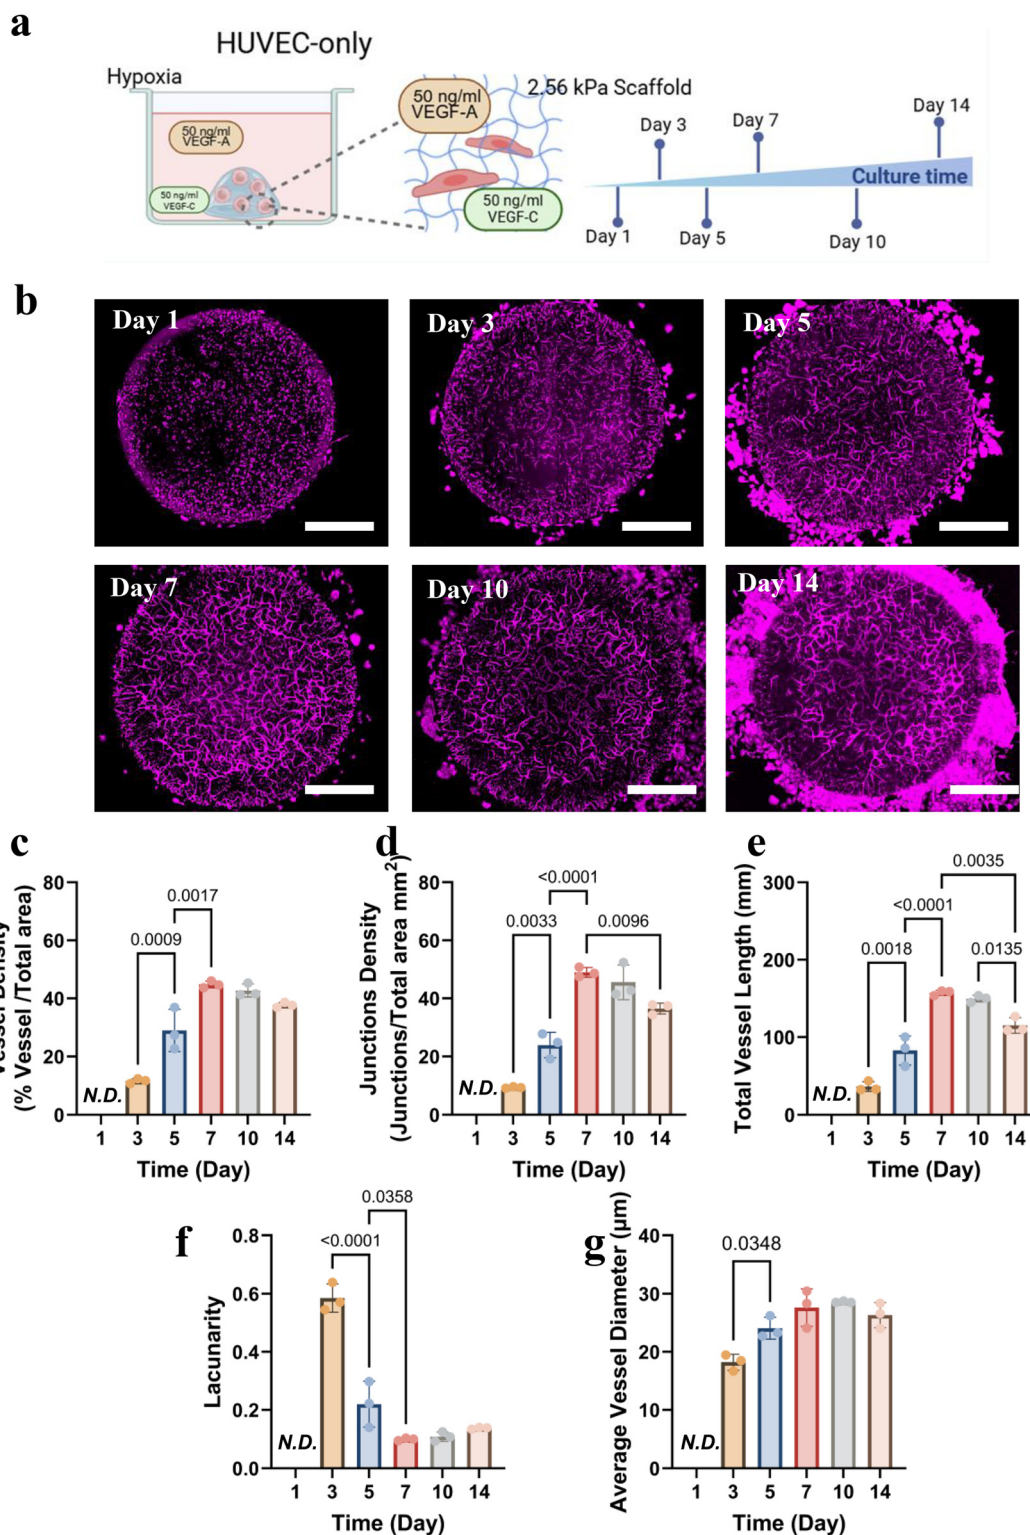 a
HUVEC-only
Hypoxia
50 ng/ml
VEGF-A
50 ng/ml
VEGF-C
50 ng/ml
VEGF-A
50 ng/ml
VEGF-C
2.56 kPa Scaffold
Day 3
Day 7
Day 14
Culture time
Day 1
Day 5
Day 10
b
Day 1
Day 3
Day 5
Day 7
Day 10
Day 14
c
Density
(% Vessel /Total area)
80
60
40
20
0
0.0009
0.0017
N.D.
1 3 5 7 10 14
Time (Day)
d
Junctions Density
(Junctions/Total area mm²)
80
60
40
20
0
0.0033
<0.0001
0.0096
N.D.
1 3 5 7 10 14
Time (Day)
e
Total Vessel Length (mm)
300
200
100
0
0.0018
<0.0001
0.0035
0.0135
N.D.
1 3 5 7 10 14
Time (Day)
f
Lacunarity
0.8
0.6
0.4
0.2
0.0
<0.0001
0.0358
N.D.
1 3 5 7 10 14
Time (Day)
g
Average Vessel Diameter (µm)
40
30
20
10
0
0.0348
N.D.
1 3 5 7 10 14
Time (Day)